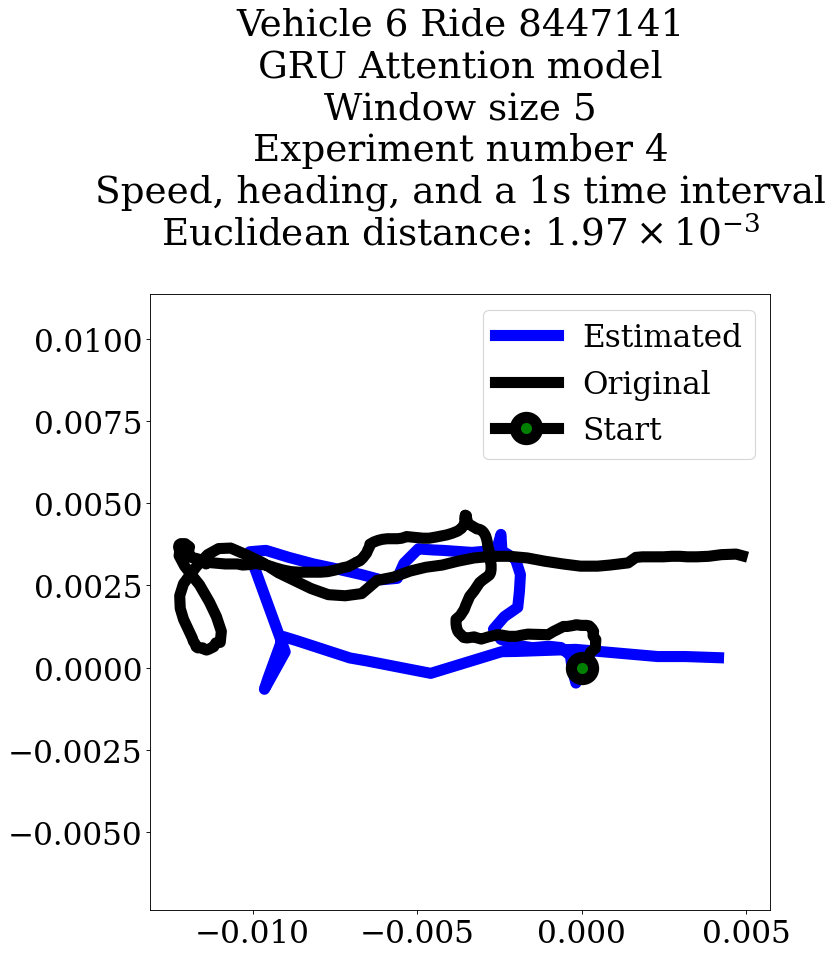 Vehicle 6 Ride 8447141
GRU Attention model
Window size 5
Experiment number 4
Speed, heading, and a 1s time interval
Euclidean distance: 1.97 × 10⁻³
Estimated
Original
Start
0.0100
0.0075
0.0050
0.0025
0.0000
−0.0025
−0.0050
−0.010 −0.005 0.000 0.005